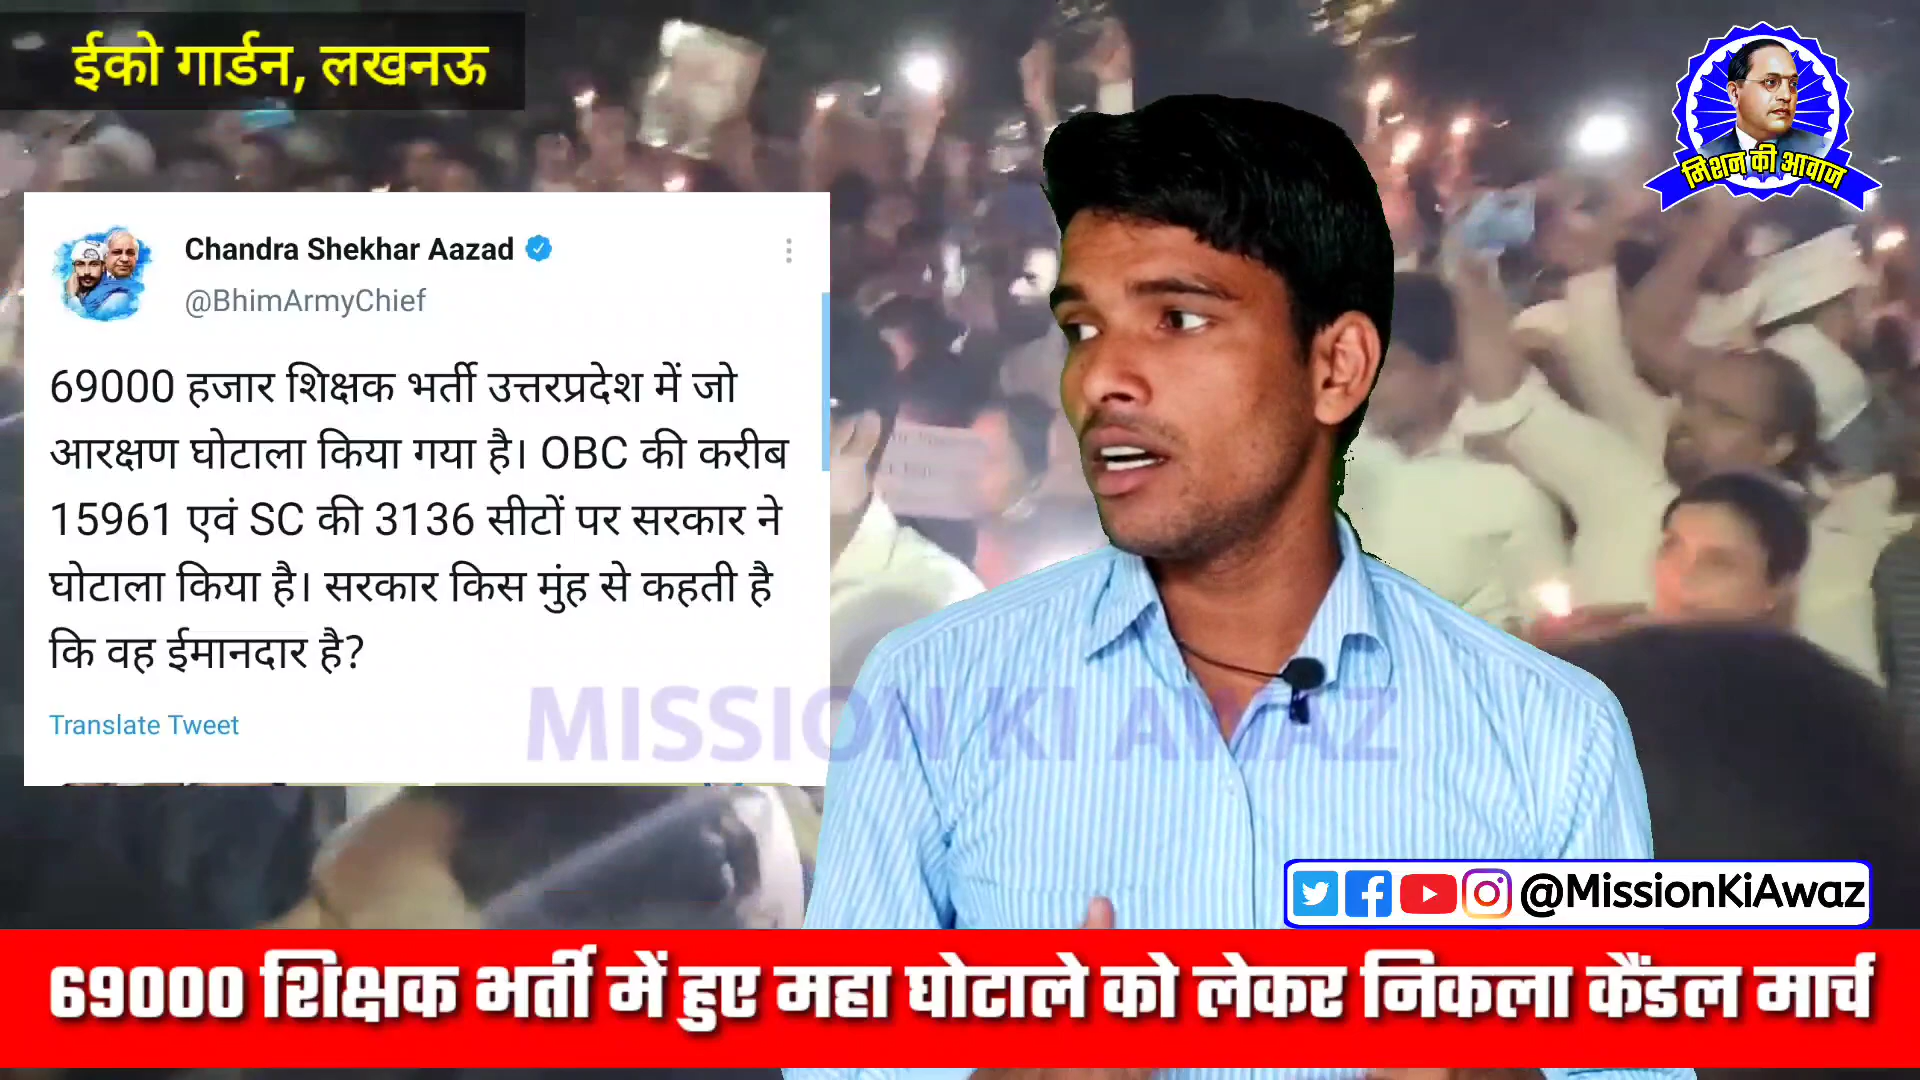 ईको गार्डन, लखनऊ
मिशन की आवाज
Chandra Shekhar Aazad
@BhimArmyChief
69000 हजार शिक्षक भर्ती उत्तरप्रदेश में जो
आरक्षण घोटाला किया गया है। OBC की करीब
15961 एवं SC की 3136 सीटों पर सरकार ने
घोटाला किया है। सरकार किस मुंह से कहती है
कि वह ईमानदार है?
Translate Tweet
MISSION KI AWAZ
@MissionKiAwaz
69000 शिक्षक भर्ती में हुए महा घोटाले को लेकर निकला कैंडल मार्च